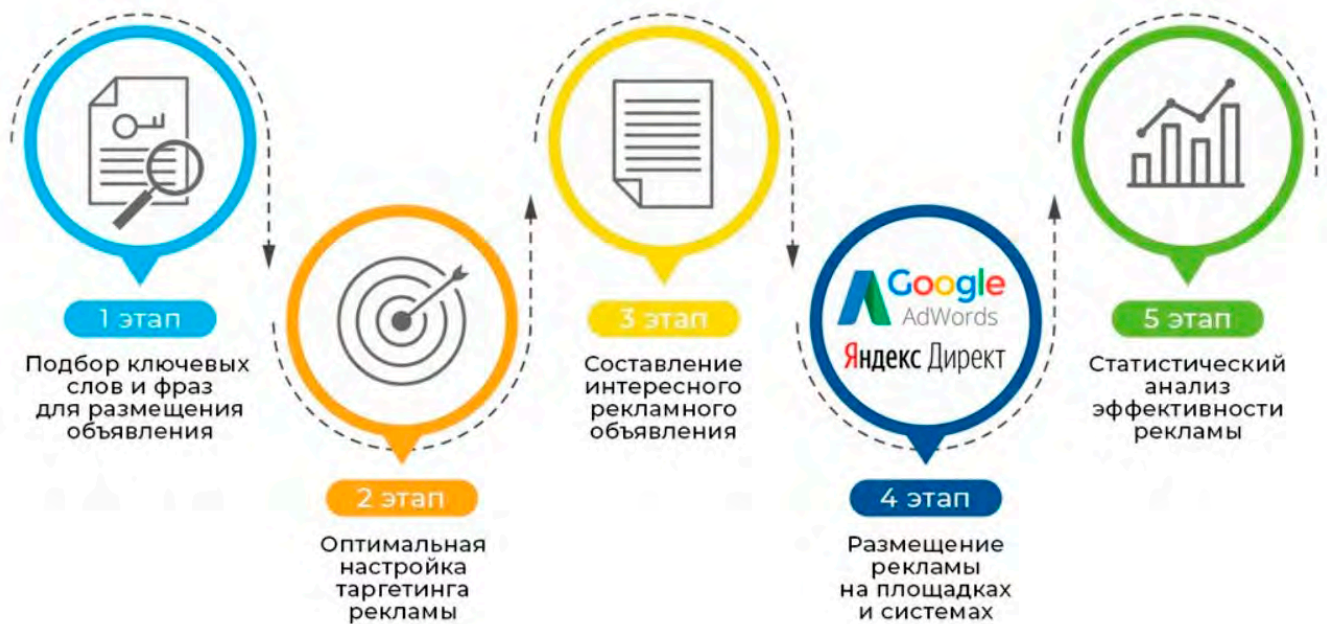 1 этап
Подбор ключевых
слов и фраз
для размещения
объявления
2 этап
Оптимальная
настройка
таргетинга
рекламы
3 этап
Составление
интересного
рекламного
объявления
Google
AdWords
Яндекс Директ
4 этап
Размещение
рекламы
на площадках
и системах
5 этап
Статистический
анализ
эффективности
рекламы